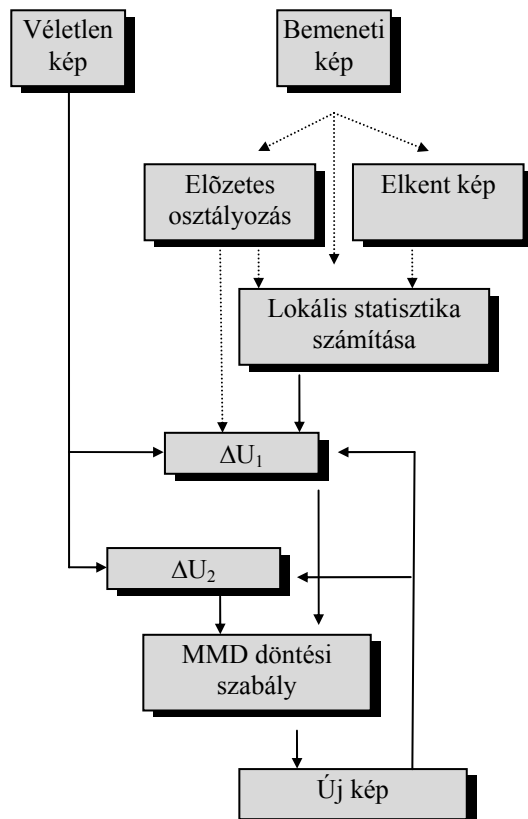 Véletlen
kép
Bemeneti
kép
Elõzetes
osztályozás
Elkent kép
Lokális statisztika
számítása
ΔU₁
ΔU₂
MMD döntési
szabály
Új kép